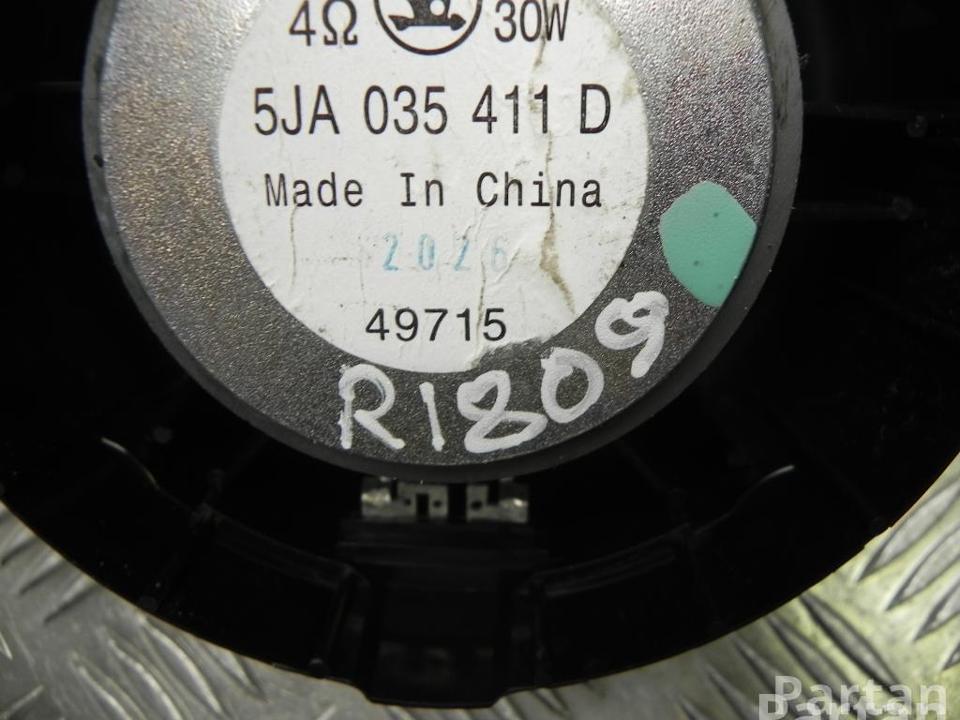 4Ω 30W
5JA 035 411 D
Made In China
2026
49715
R1809
Partan